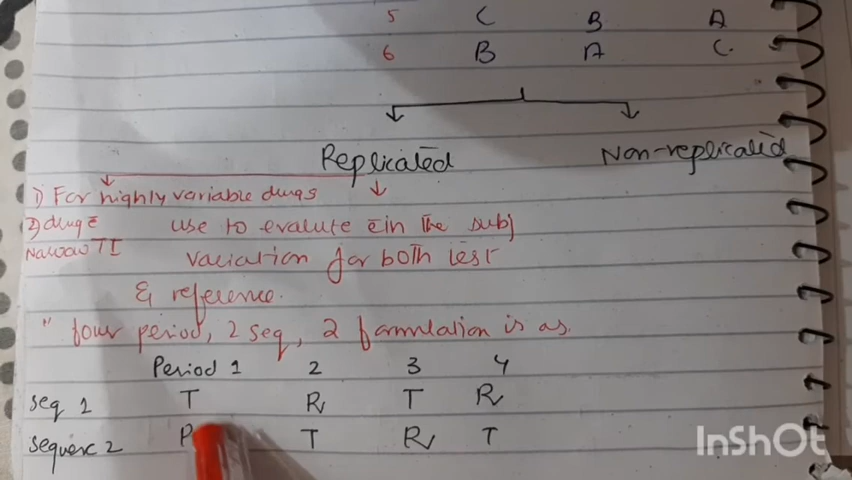 5 C B A
6 B A C
Replicated Non-replicated
1) For highly variable drugs
2) drug c̄ use to evalute c̄in the subj
Narrow TI variation for both test
& reference.
" four period, 2 seq, 2 formulation is as.
Period 1 2 3 4
seq 1 T R T R
sequenc 2 R T R T
InShOt